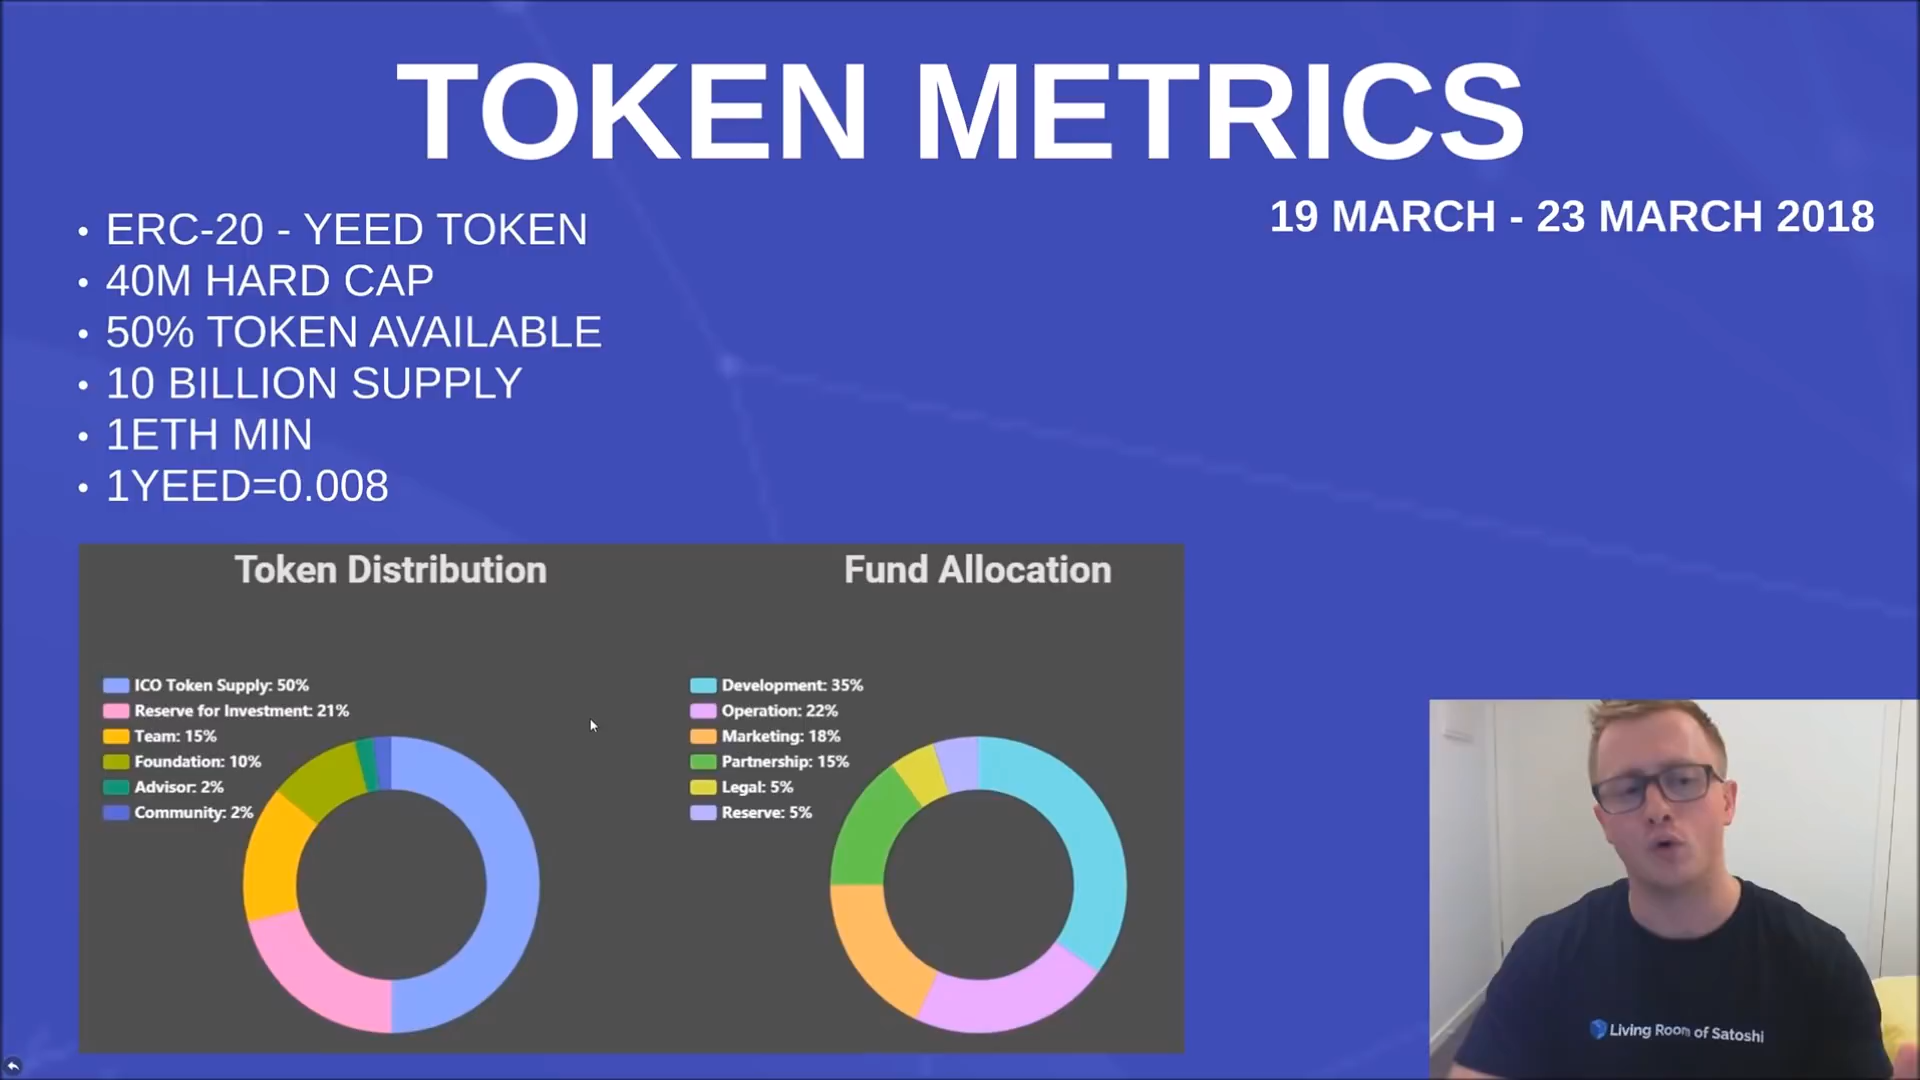 TOKEN METRICS
19 MARCH - 23 MARCH 2018
• ERC-20 - YEED TOKEN
• 40M HARD CAP
• 50% TOKEN AVAILABLE
• 10 BILLION SUPPLY
• 1ETH MIN
• 1YEED=0.008
Token Distribution
ICO Token Supply: 50%
Reserve for Investment: 21%
Team: 15%
Foundation: 10%
Advisor: 2%
Community: 2%
Fund Allocation
Development: 35%
Operation: 22%
Marketing: 18%
Partnership: 15%
Legal: 5%
Reserve: 5%
Living Room of Satoshi